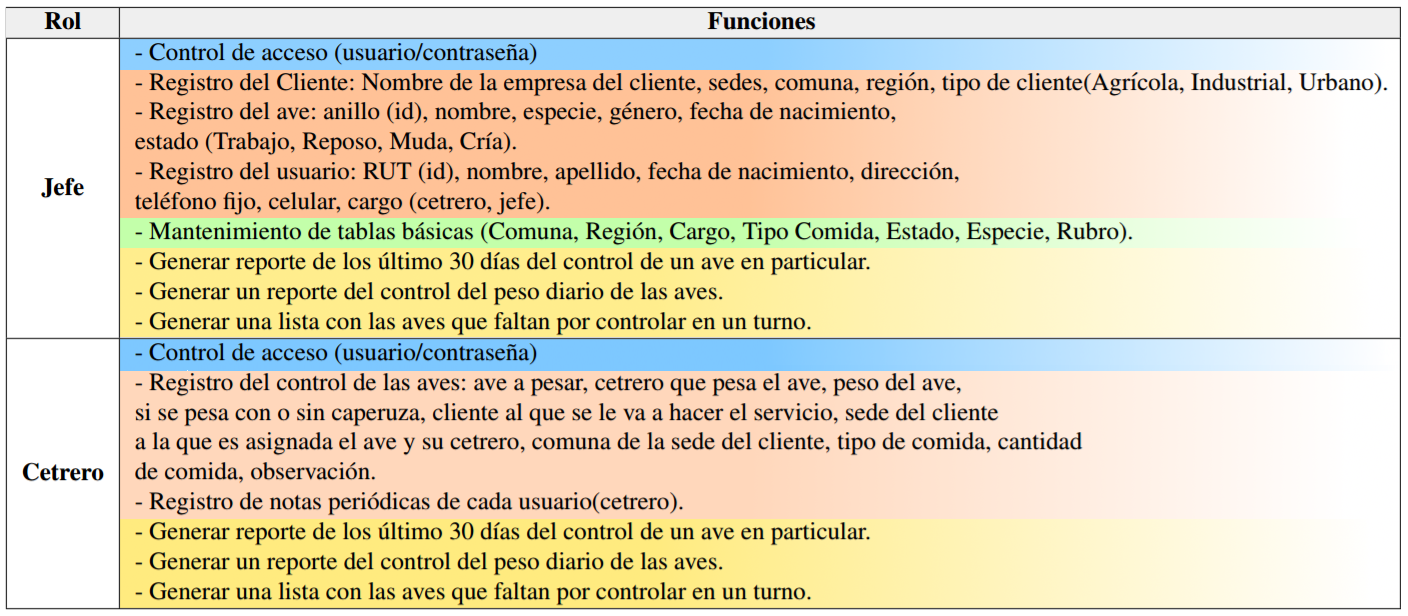 Rol Funciones
Jefe
- Control de acceso (usuario/contraseña)
- Registro del Cliente: Nombre de la empresa del cliente, sedes, comuna, región, tipo de cliente(Agrícola, Industrial, Urbano).
- Registro del ave: anillo (id), nombre, especie, género, fecha de nacimiento,
estado (Trabajo, Reposo, Muda, Cría).
- Registro del usuario: RUT (id), nombre, apellido, fecha de nacimiento, dirección,
teléfono fijo, celular, cargo (cetrero, jefe).
- Mantenimiento de tablas básicas (Comuna, Región, Cargo, Tipo Comida, Estado, Especie, Rubro).
- Generar reporte de los último 30 días del control de un ave en particular.
- Generar un reporte del control del peso diario de las aves.
- Generar una lista con las aves que faltan por controlar en un turno.
Cetrero
- Control de acceso (usuario/contraseña)
- Registro del control de las aves: ave a pesar, cetrero que pesa el ave, peso del ave,
si se pesa con o sin caperuza, cliente al que se le va a hacer el servicio, sede del cliente
a la que es asignada el ave y su cetrero, comuna de la sede del cliente, tipo de comida, cantidad
de comida, observación.
- Registro de notas periódicas de cada usuario(cetrero).
- Generar reporte de los último 30 días del control de un ave en particular.
- Generar un reporte del control del peso diario de las aves.
- Generar una lista con las aves que faltan por controlar en un turno.